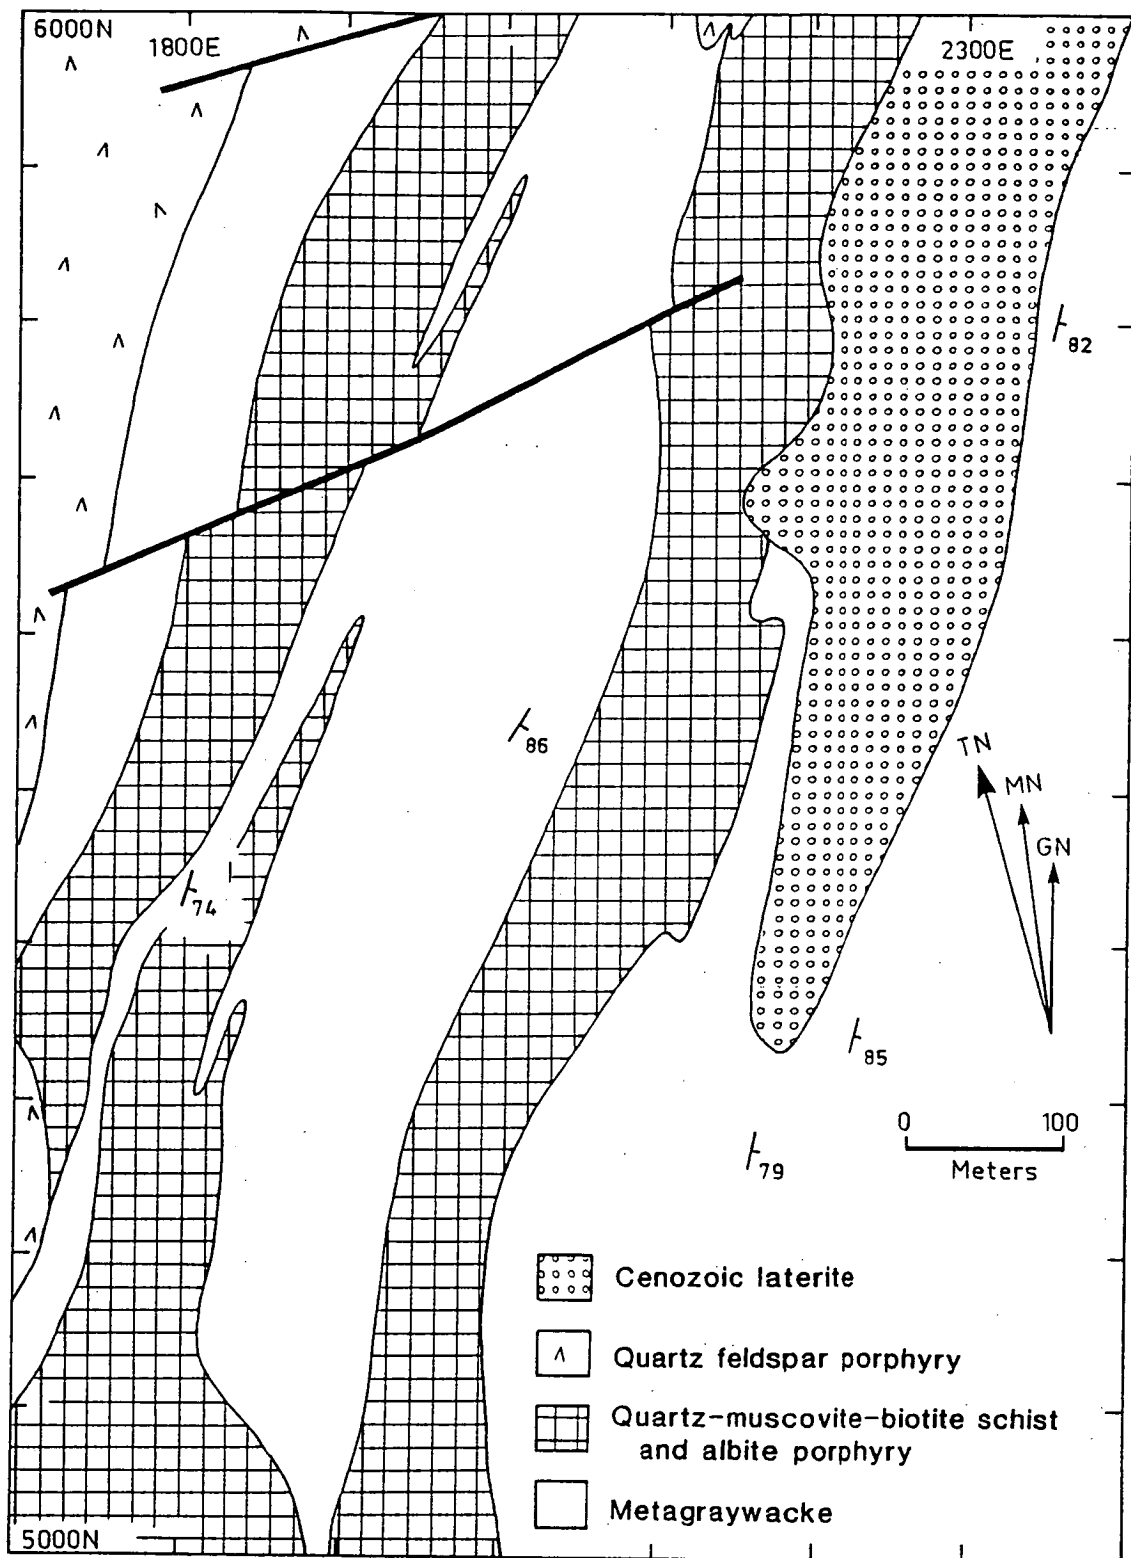 6000N
1800E
2300E
82
86
TN
MN
GN
74
85
0 100
Meters
79
Cenozoic laterite
Quartz feldspar porphyry
Quartz-muscovite-biotite schist
and albite porphyry
Metagraywacke
5000N